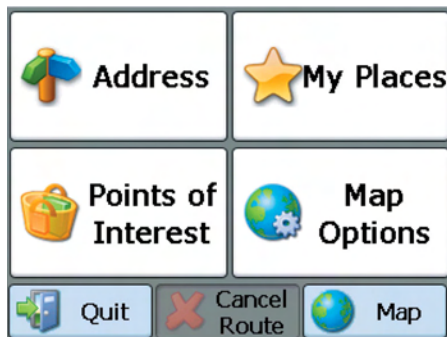 Address
My Places
Points of
Interest
Map
Options
Quit
Cancel
Route
Map